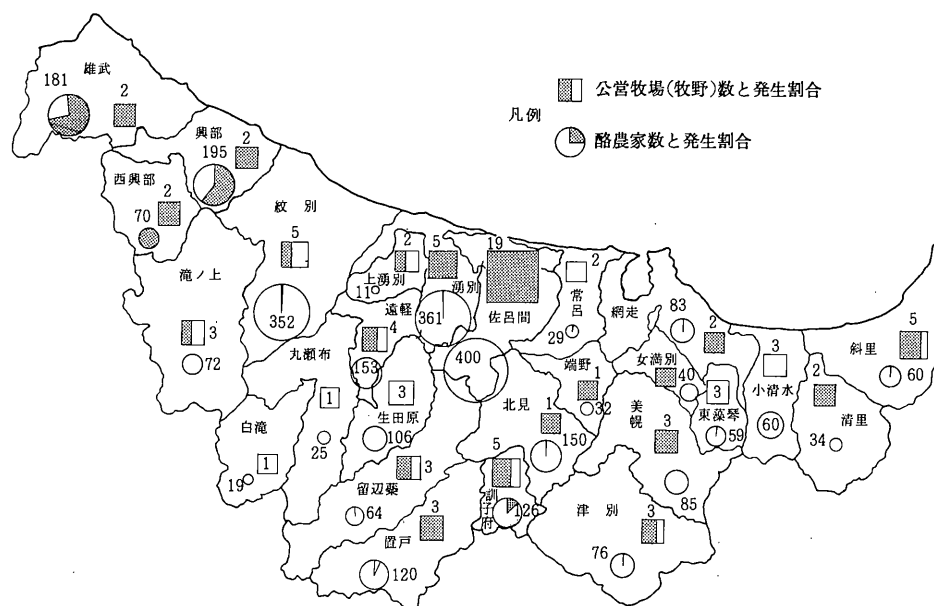 公営牧場(牧野)数と発生割合
凡例
酪農家数と発生割合
雄武
181
2
興部
2
195
西興部
2
70
紋別
5
352
滝ノ上
3
72
上湧別
2
11
湧別
5
361
佐呂間
19
400
常呂
2
29
網走
83
2
遠軽
4
153
丸瀬布
1
25
生田原
3
106
白滝
1
19
留辺蘂
3
64
置戸
3
120
訓子府
5
126
北見
1
150
端野
1
32
女満別
40
美幌
3
85
東藻琴
3
59
小清水
3
60
斜里
5
60
清里
2
34
津別
3
76